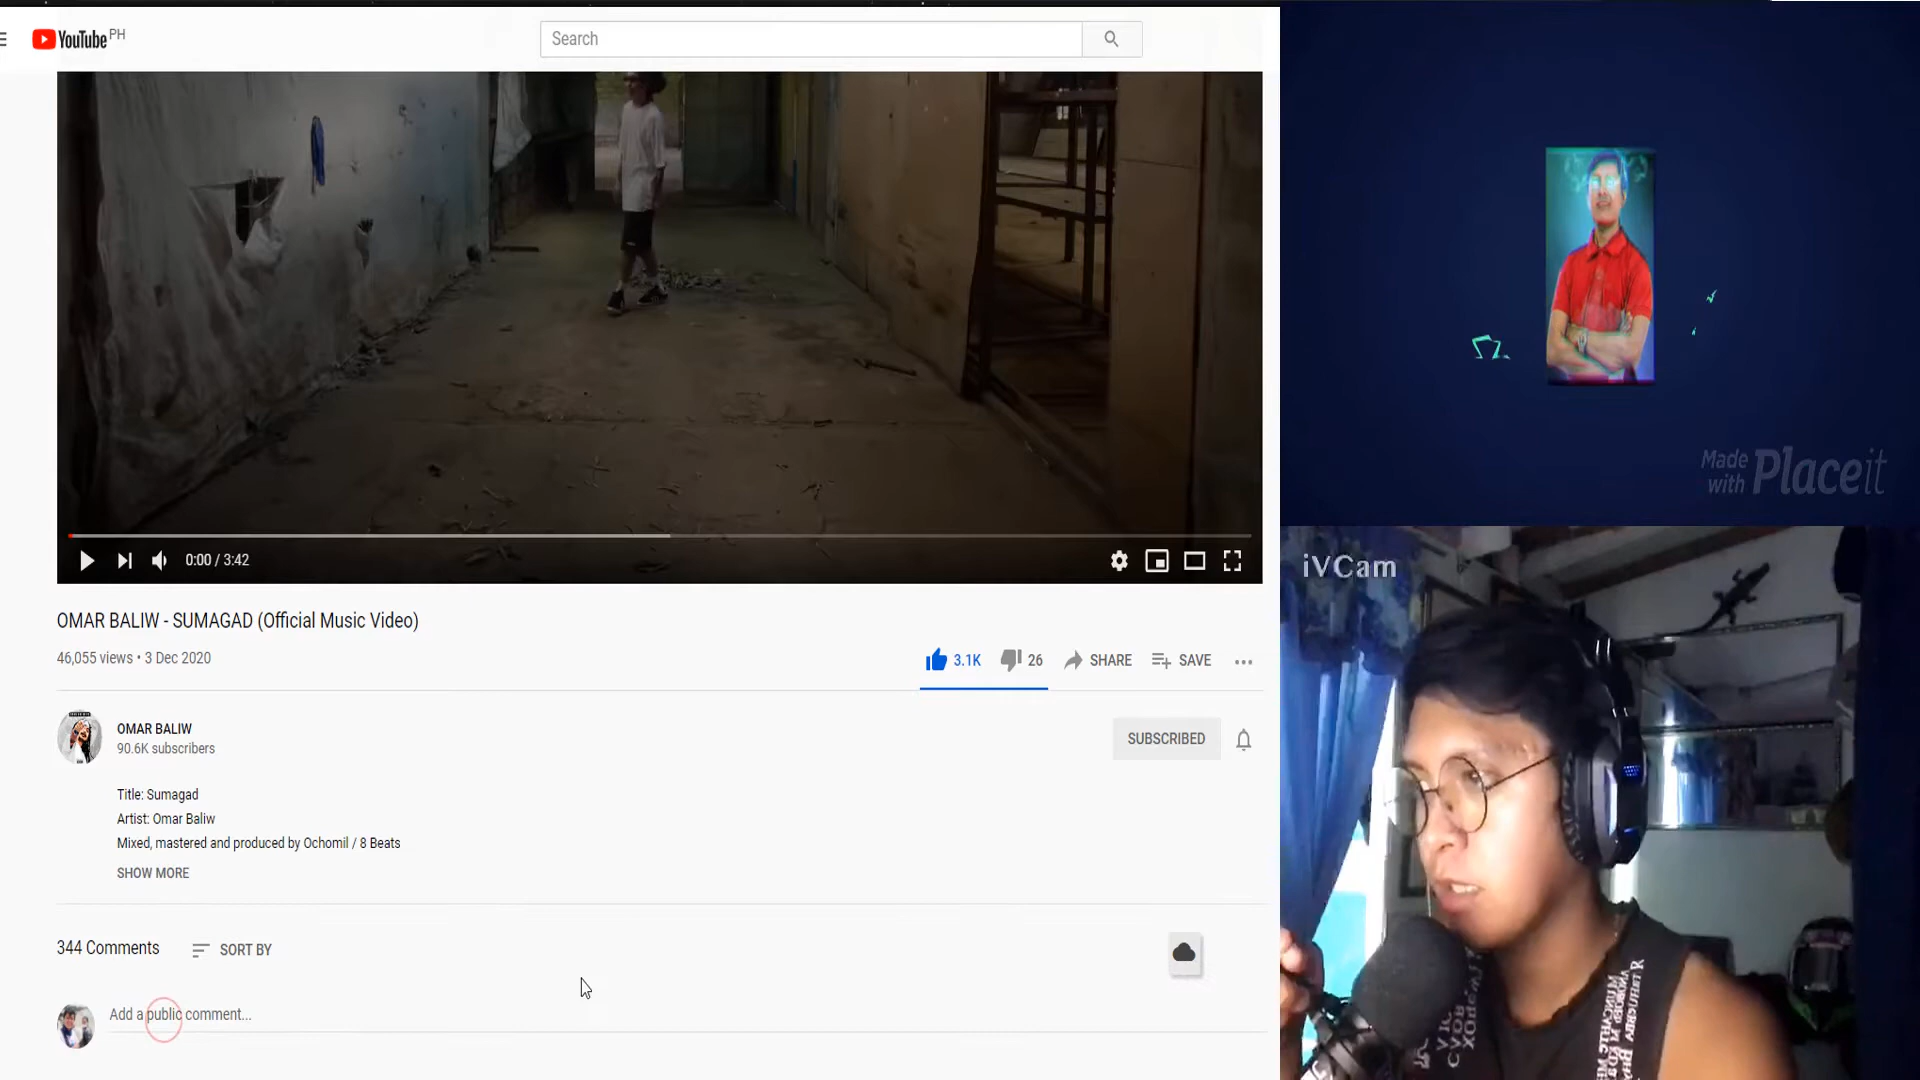 YouTube PH
Search
0:00 / 3:42
OMAR BALIW - SUMAGAD (Official Music Video)
46,055 views • 3 Dec 2020
3.1K
26
SHARE
SAVE
OMAR BALIW
90.6K subscribers
SUBSCRIBED
Title: Sumagad
Artist: Omar Baliw
Mixed, mastered and produced by Ochomil / 8 Beats
SHOW MORE
344 Comments
SORT BY
Add a public comment...
Made
with Placeit
iVCam